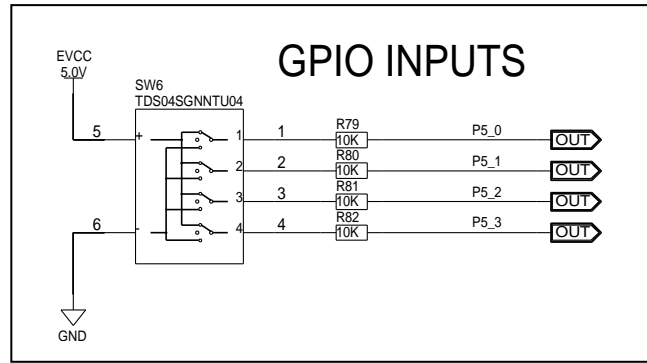 GPIO INPUTS
EVCC
5.0V
SW6
TDS04SGNNTU04
5 + 1 1 R79 10K P5_0 OUT
2 2 R80 10K P5_1 OUT
3 3 R81 10K P5_2 OUT
6 - 4 4 R82 10K P5_3 OUT
GND